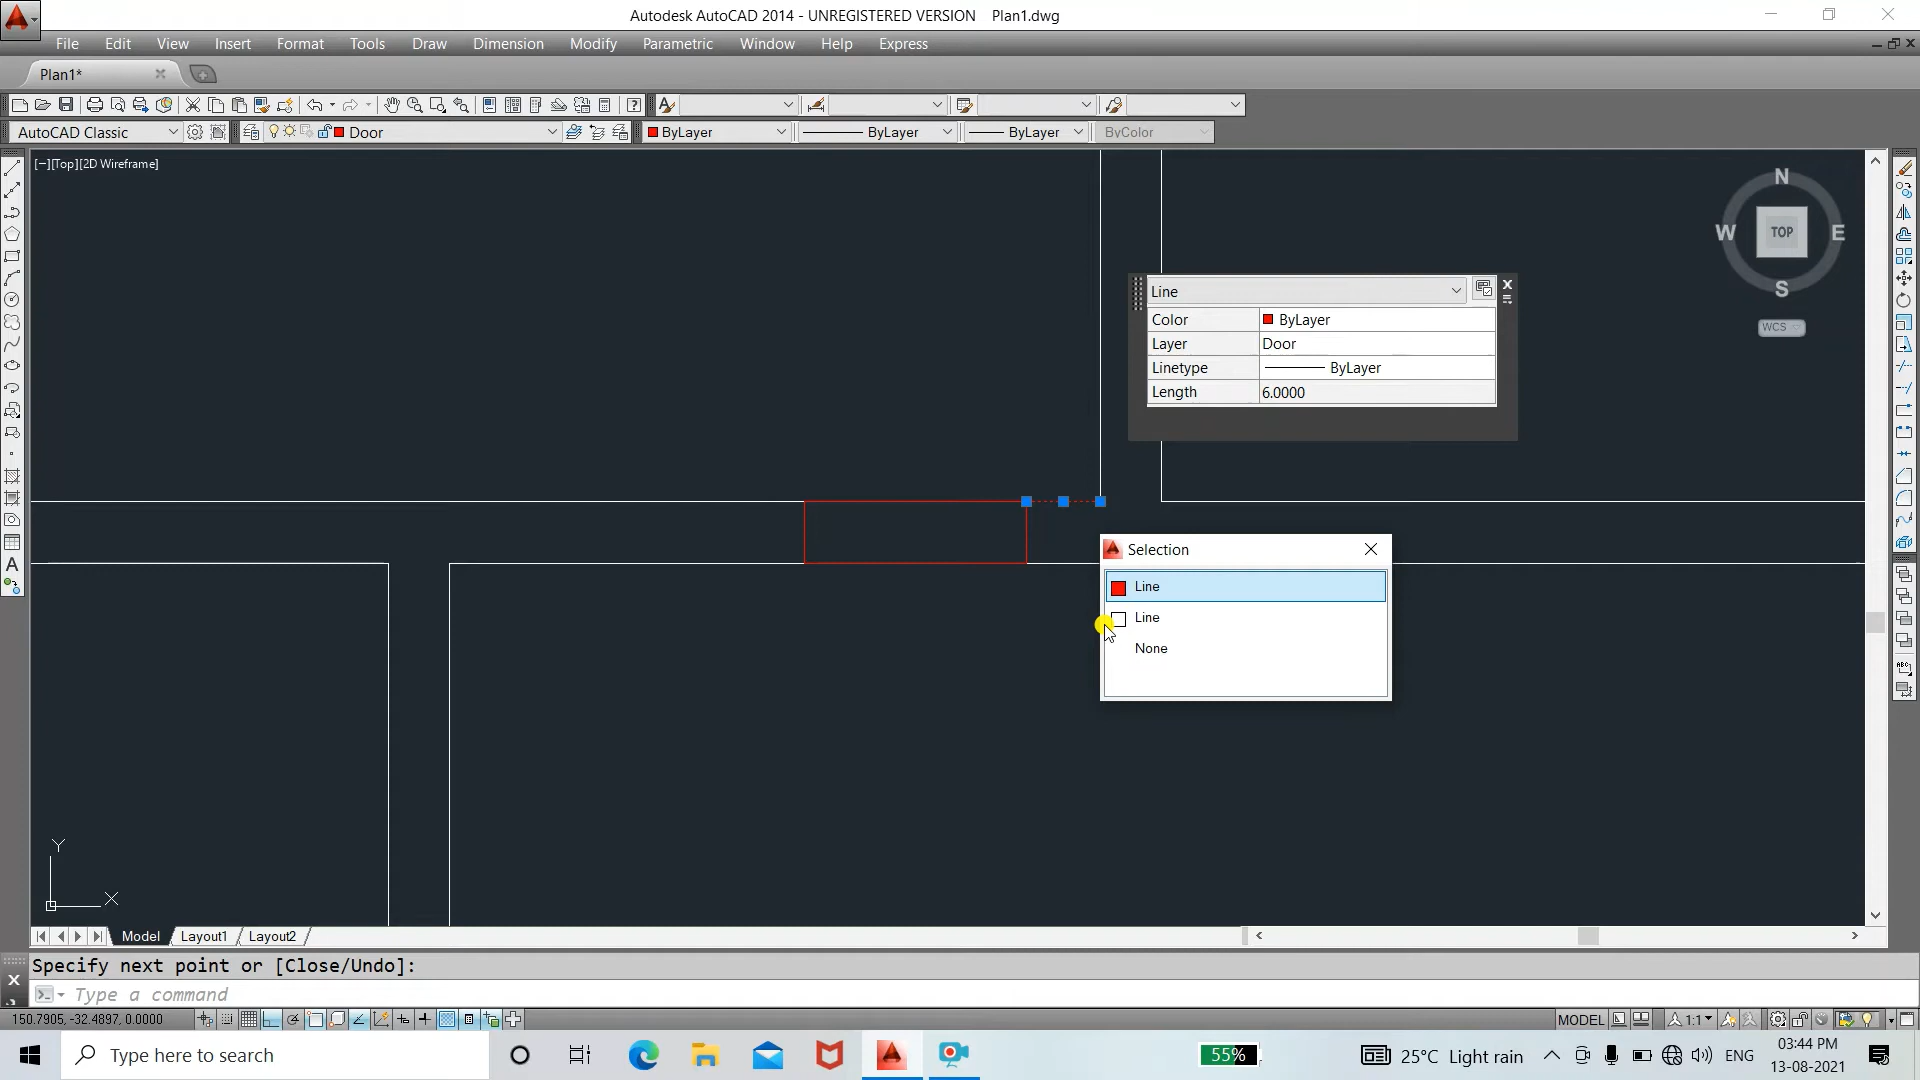 Autodesk AutoCAD 2014 - UNREGISTERED VERSION    Plan1.dwg
File Edit View Insert Format Tools Draw Dimension Modify Parametric Window Help Express
Plan1*
AutoCAD Classic Door ByLayer ByLayer ByLayer ByColor
[−][Top][2D Wireframe]
N
W TOP E
S
WCS
Line
Color ByLayer
Layer Door
Linetype ByLayer
Length 6.0000
Selection
Line
Line
None
Y
X
Model Layout1 Layout2
Specify next point or [Close/Undo]:
Type a command
150.7905, -32.4897, 0.0000 MODEL 1:1
Type here to search 55% 25°C Light rain ENG
03:44 PM
13-08-2021